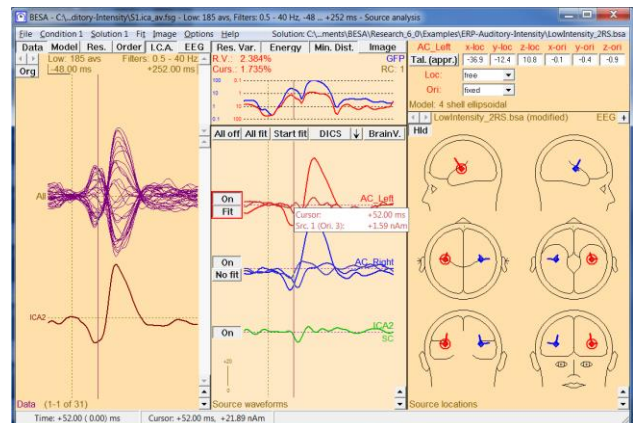 BESA - C:\..ditory-Intensity\S1.ica_av.fsg - Low: 185 avs, Filters: 0.5 - 40 Hz, -48 ... +252 ms - Source analysis
File Condition 1 Solution 1 Fit Image Options Help Solution: C:\...ments\BESA\Research_6_0\Examples\ERP-Auditory-Intensity\LowIntensity_2RS.bsa
Data Model Res. Order I.C.A. EEG
Org
Low: 185 avs Filters: 0.5 - 40 Hz
-48.00 ms +252.00 ms
All
ICA2
Data (1-1 of 31)
Res. Var. Energy Min. Dist. Image
R.V.: 2.384% GFP
Curs.: 1.735% RC: 1
All off All fit Start fit DICS BrainV.
On
Fit
AC_Left
Cursor: +52.00 ms
Src. 1 (Ori, 3): +1.59 nAm
On
No fit
AC_Right
On
ICA2
SC
+20
0
Source waveforms
AC_Left x-loc y-loc z-loc x-ori y-ori z-ori
Tal. (appr.) -36.9 -12.4 10.8 -0.1 -0.4 -0.9
Loc: free
Ori: fixed
Model: 4 shell ellipsoidal
LowIntensity_2RS.bsa (modified) EEG
Hld
Source locations
Time: +52.00 ( 0.00) ms Cursor: +52.00 ms, +21.89 nAm